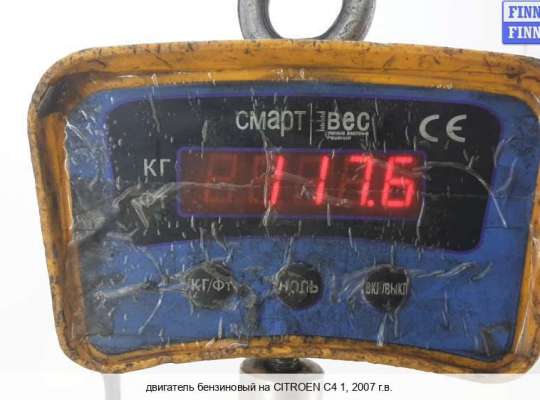 FINN
FINN
смарт вес
CE
кг
117.6
кг/фт
ноль
вкл/выкл
двигатель бензиновый на CITROEN C4 1, 2007 г.в.